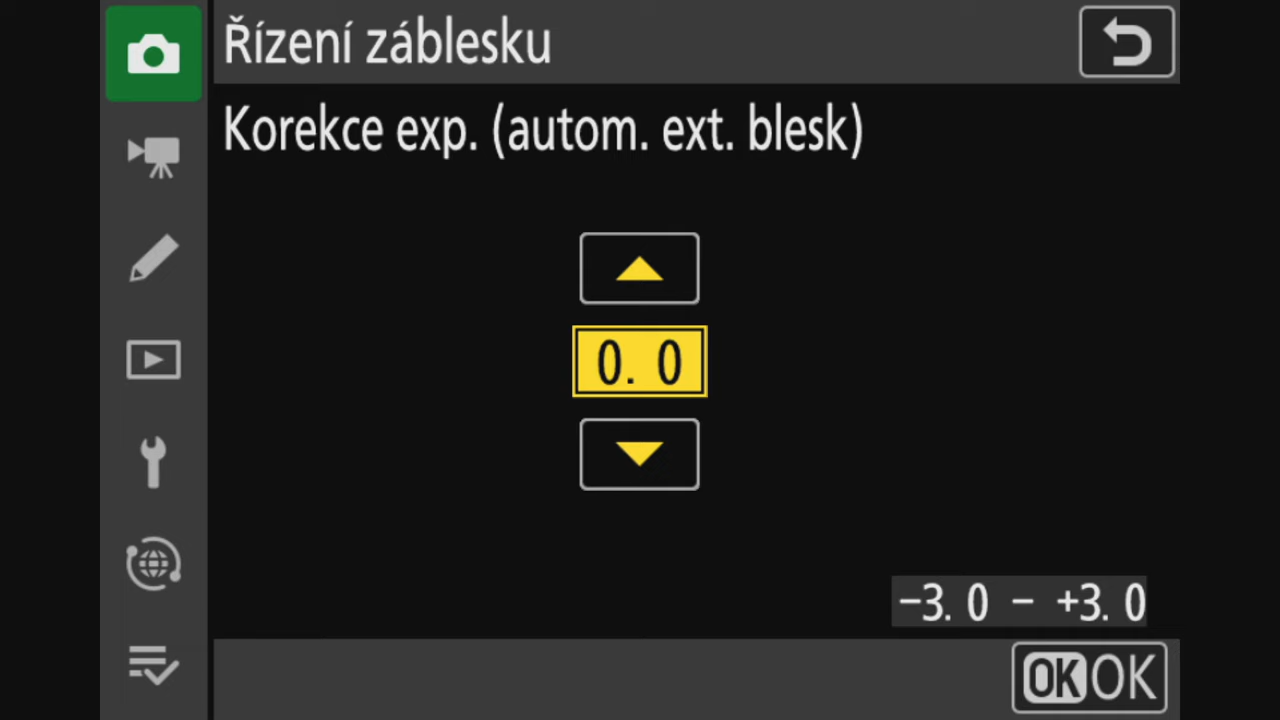 Řízení záblesku
Korekce exp. (autom. ext. blesk)
0. 0
−3. 0 − +3. 0
OK OK